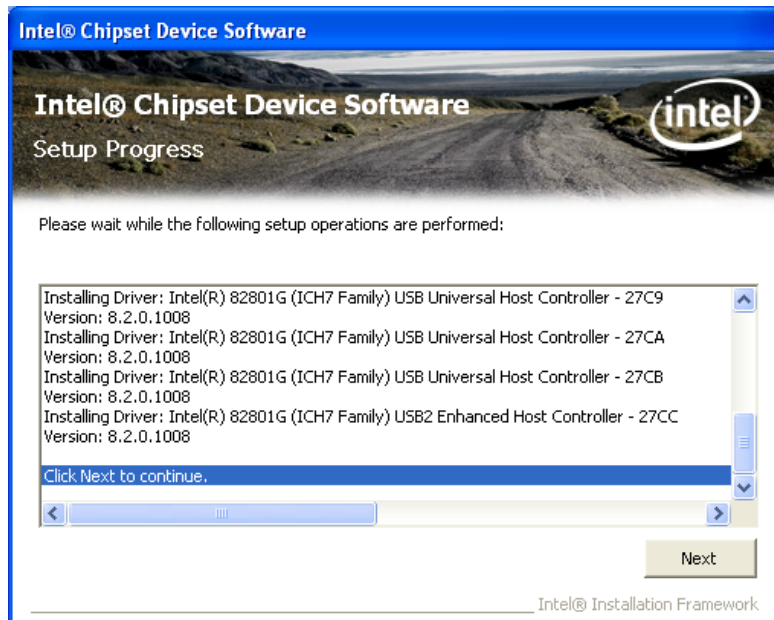 Intel® Chipset Device Software
Intel® Chipset Device Software
intel
Setup Progress
Please wait while the following setup operations are performed:
Installing Driver: Intel(R) 82801G (ICH7 Family) USB Universal Host Controller - 27C9
Version: 8.2.0.1008
Installing Driver: Intel(R) 82801G (ICH7 Family) USB Universal Host Controller - 27CA
Version: 8.2.0.1008
Installing Driver: Intel(R) 82801G (ICH7 Family) USB Universal Host Controller - 27CB
Version: 8.2.0.1008
Installing Driver: Intel(R) 82801G (ICH7 Family) USB2 Enhanced Host Controller - 27CC
Version: 8.2.0.1008
Click Next to continue.
Next
Intel® Installation Framework